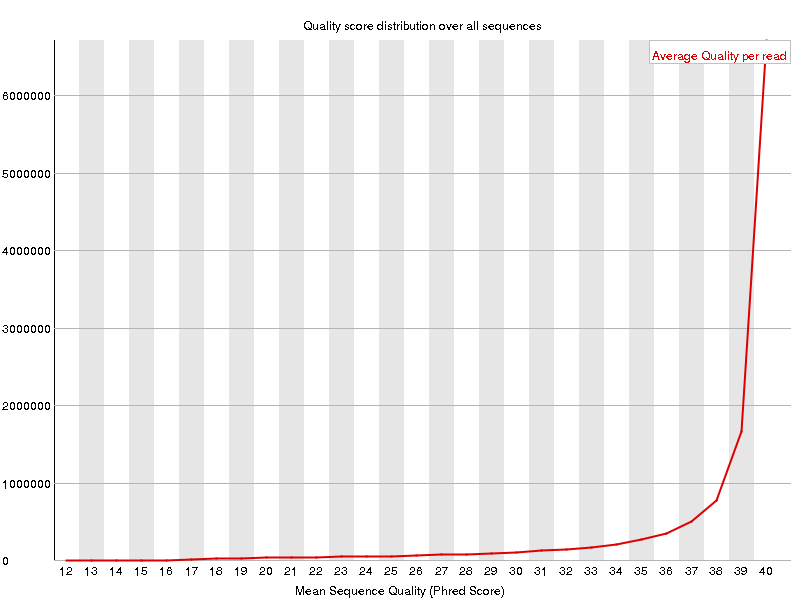 Quality score distribution over all sequences
Average Quality per read
6000000
5000000
4000000
3000000
2000000
1000000
0
12 13 14 15 16 17 18 19 20 21 22 23 24 25 26 27 28 29 30 31 32 33 34 35 36 37 38 39 40
Mean Sequence Quality (Phred Score)